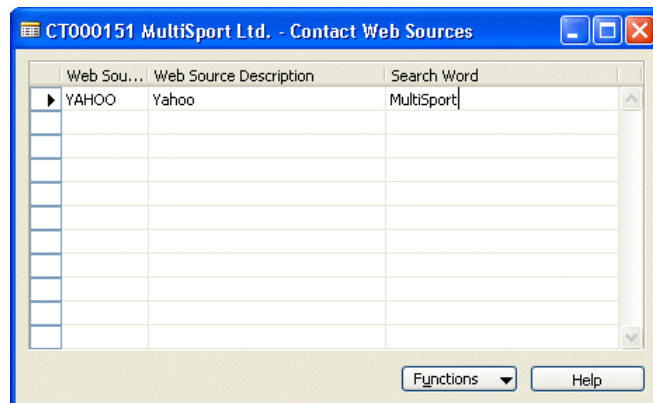 CT000151 MultiSport Ltd. - Contact Web Sources
Web Sou... Web Source Description Search Word
YAHOO Yahoo MultiSport
Functions Help